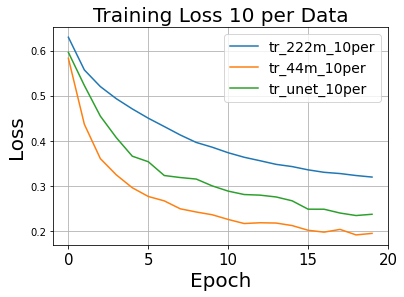 Training Loss 10 per Data
tr_222m_10per
tr_44m_10per
tr_unet_10per
Loss
0.6
0.5
0.4
0.3
0.2
0 5 10 15 20
Epoch